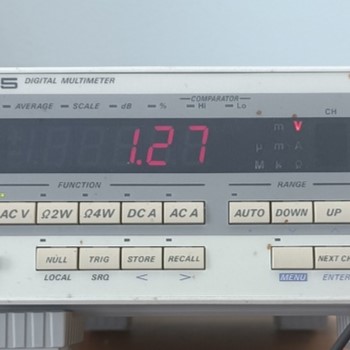 5 DIGITAL MULTIMETER
COMPARATOR
AVERAGE SCALE dB % Hi Lo CH
1.27
m V
μ m A
M k Ω
FUNCTION RANGE
AC V Ω2W Ω4W DC A AC A AUTO DOWN UP
NULL TRIG STORE RECALL NEXT CH
LOCAL SRQ < > MENU ENTER